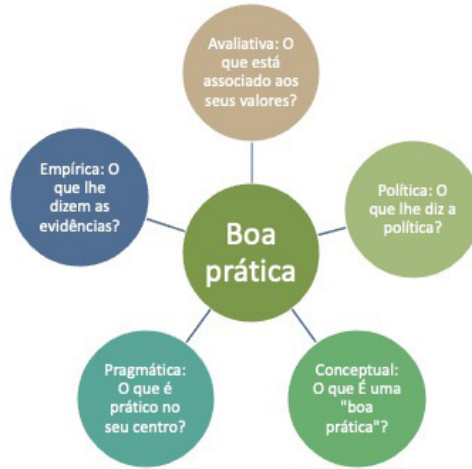 Avaliativa: O
que está
associado aos
seus valores?
Empírica: O
que lhe
dizem as
evidências?
Política: O
que lhe diz a
política?
Boa
prática
Pragmática:
O que é
prático no
seu centro?
Conceptual:
O que É uma
"boa
prática"?